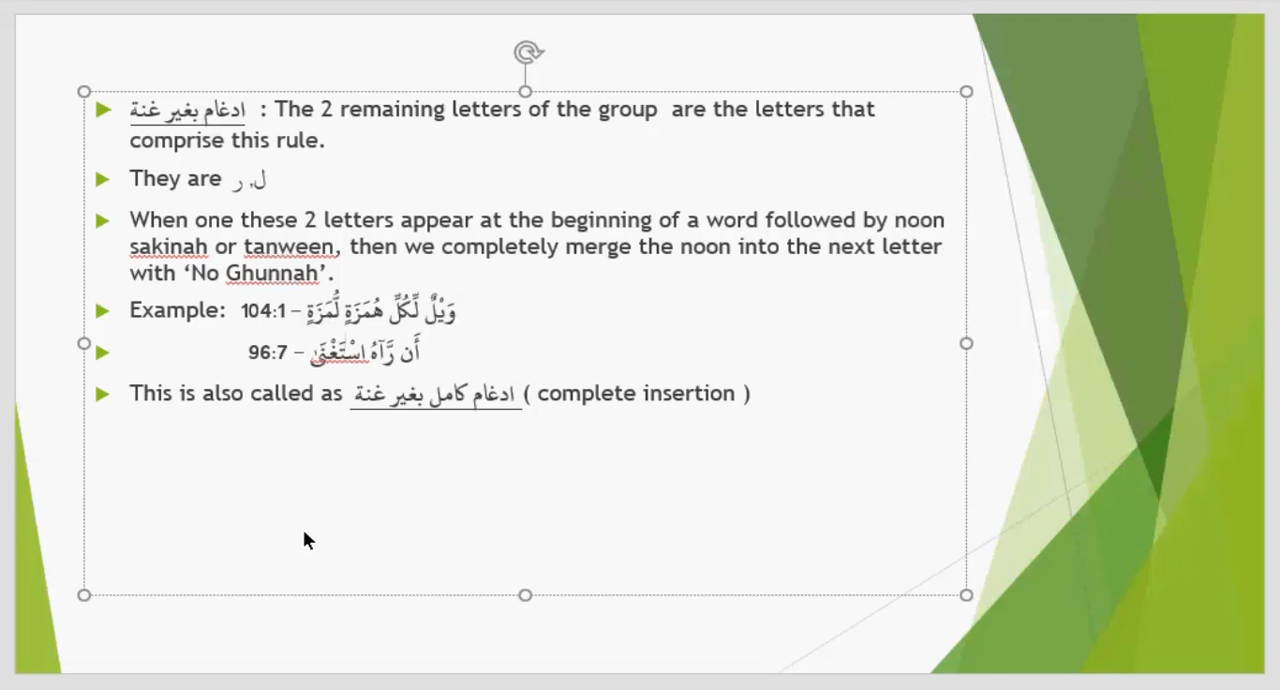 ادغام بغير غنة : The 2 remaining letters of the group are the letters that
comprise this rule.
They are ل, ر
When one these 2 letters appear at the beginning of a word followed by noon
sakinah or tanween, then we completely merge the noon into the next letter
with ‘No Ghunnah’.
Example: 104:1 – وَيْلٌ لِّكُلِّ هُمَزَةٍ لُّمَزَةٍ
96:7 – أَن رَّآهُ اسْتَغْنَىٰ
This is also called as ادغام كامل بغير غنة ( complete insertion )